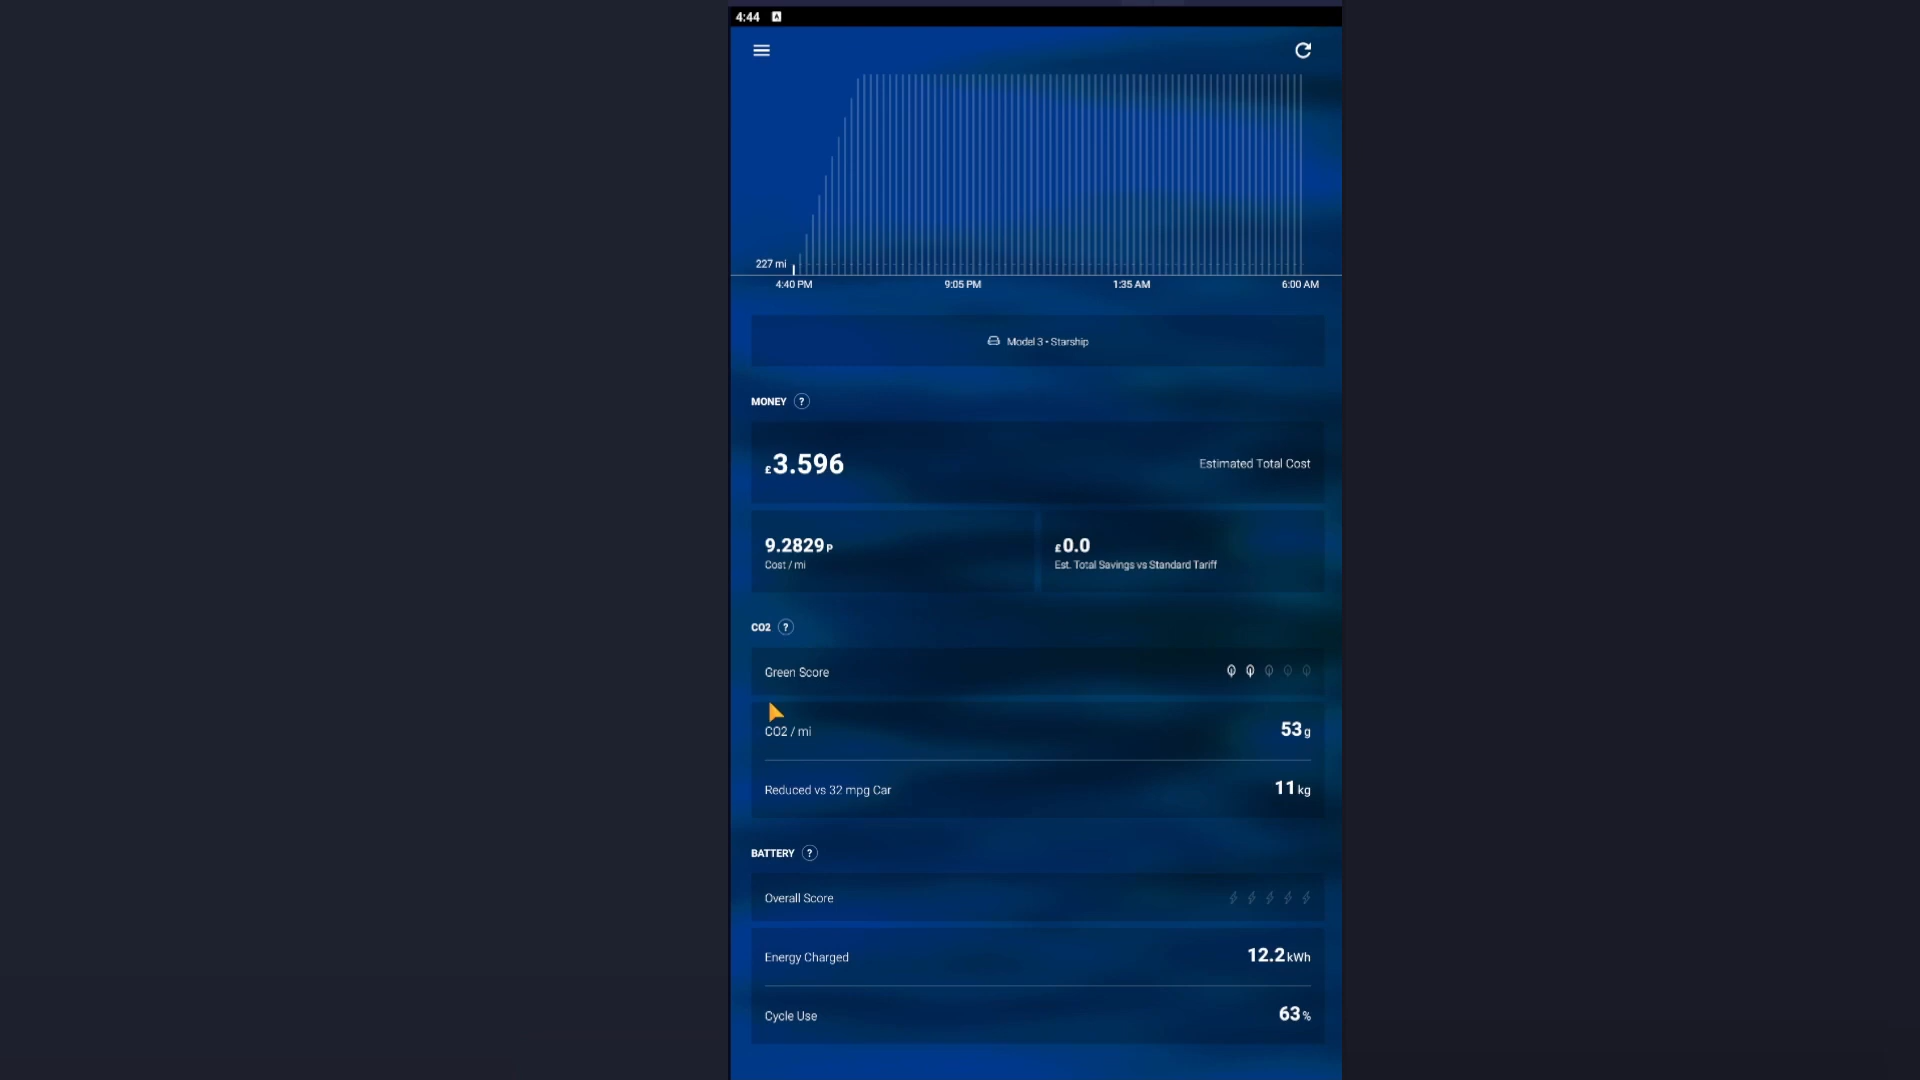 4:44
227 mi
4:40 PM 9:05 PM 1:35 AM 6:00 AM
Model 3 • Starship
MONEY ?
£3.596 Estimated Total Cost
9.2829P £0.0
Cost / mi Est. Total Savings vs Standard Tariff
CO2 ?
Green Score
CO2 / mi 53g
Reduced vs 32 mpg Car 11kg
BATTERY ?
Overall Score
Energy Charged 12.2kWh
Cycle Use 63%